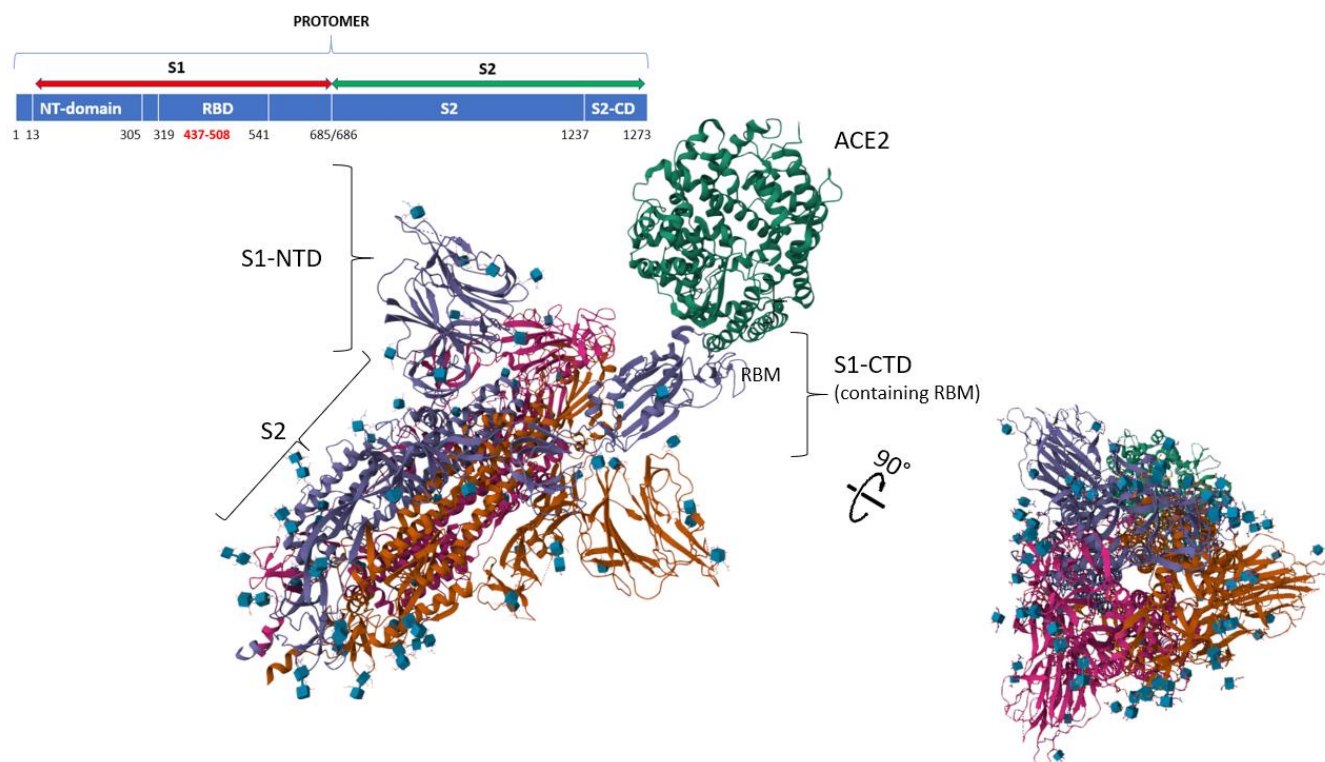 PROTOMER
S1 S2
NT-domain RBD S2 S2-CD
1 13 305 319 437-508 541 685/686 1237 1273
ACE2
S1-NTD
RBM
S1-CTD
(containing RBM)
S2
90°